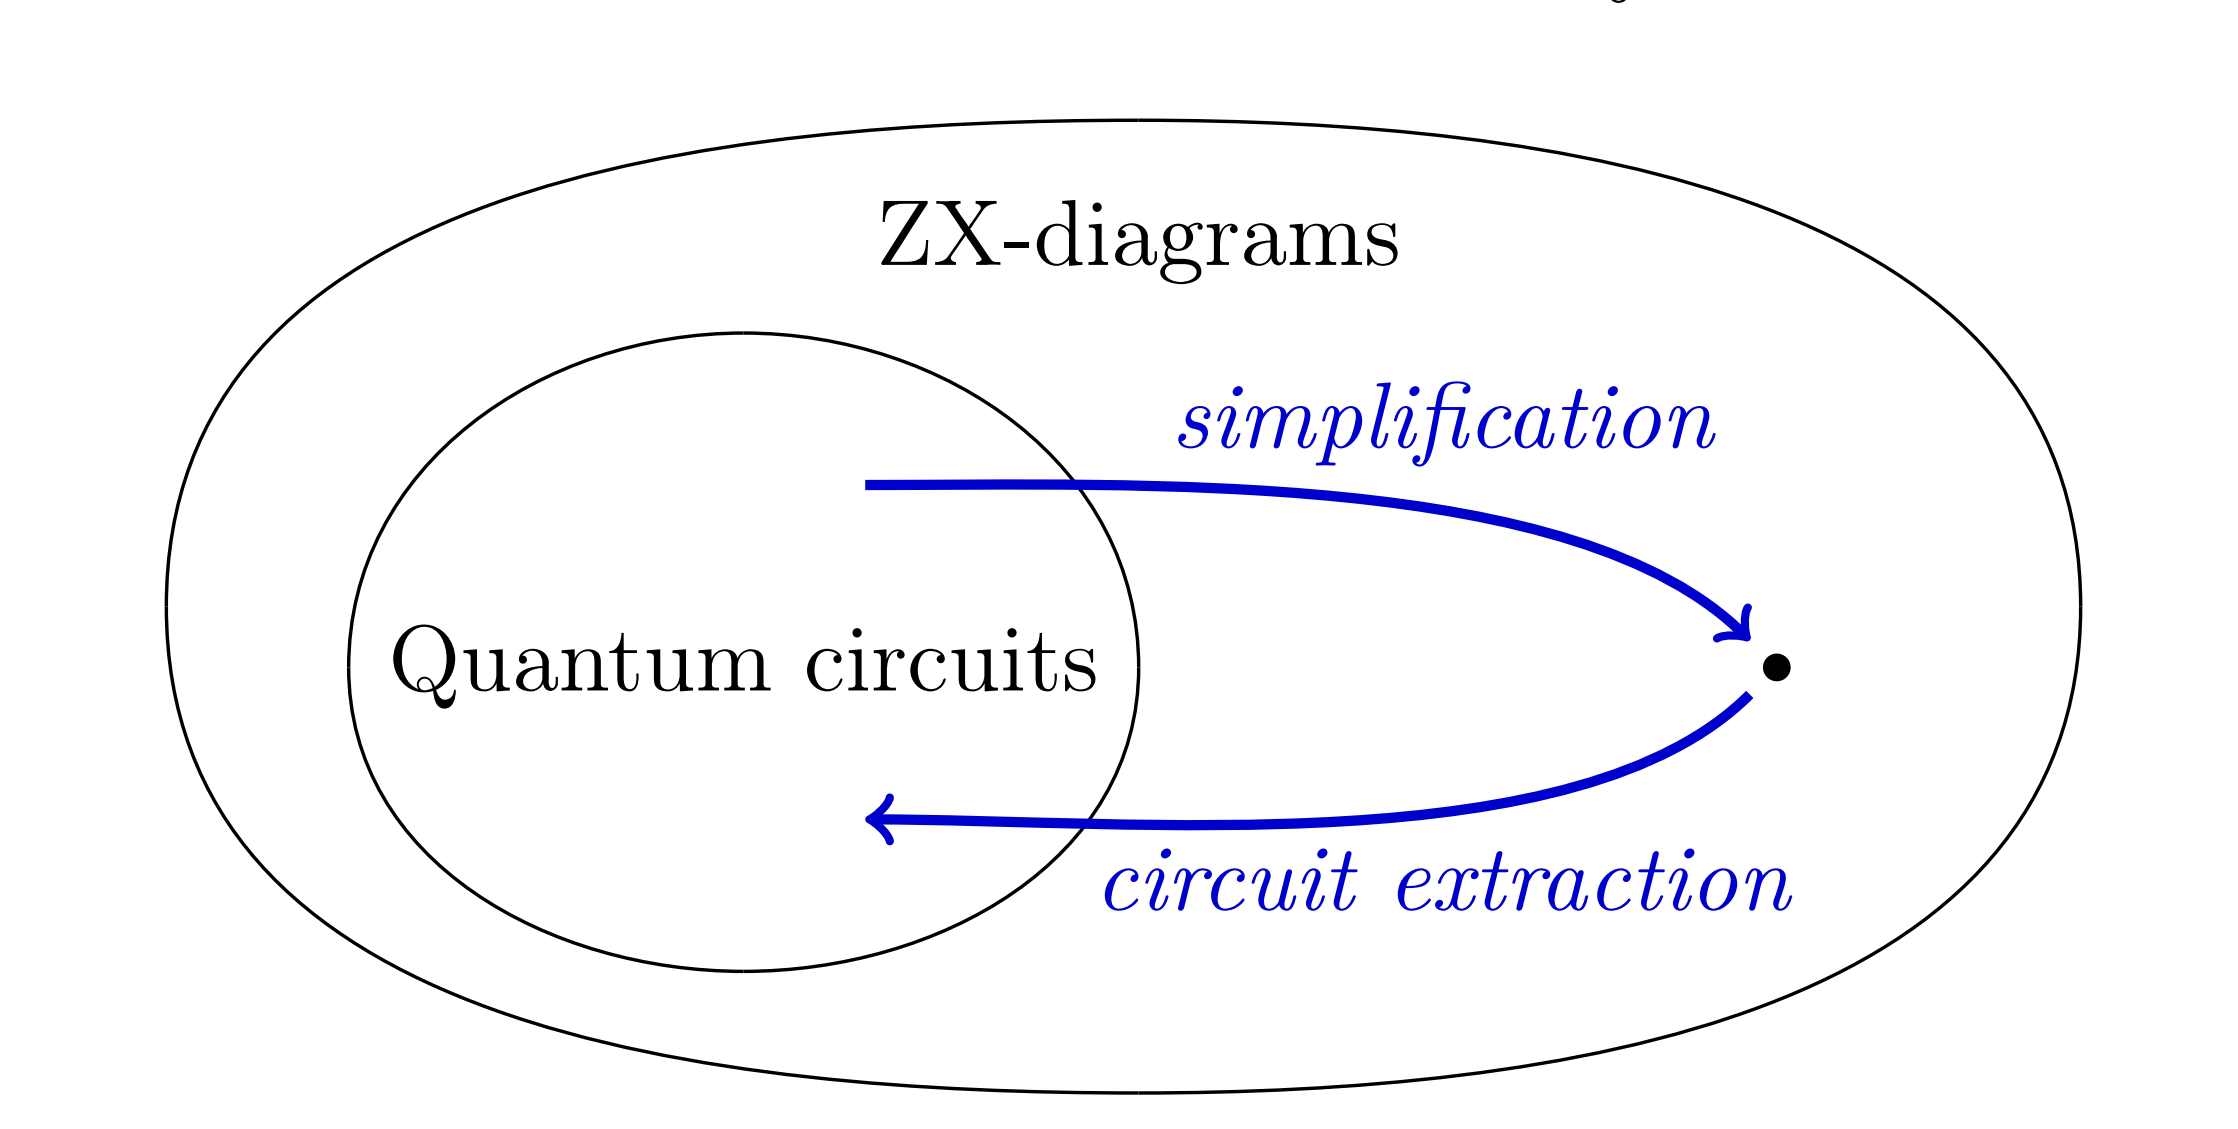 ZX-diagrams
simplification
Quantum circuits
circuit extraction